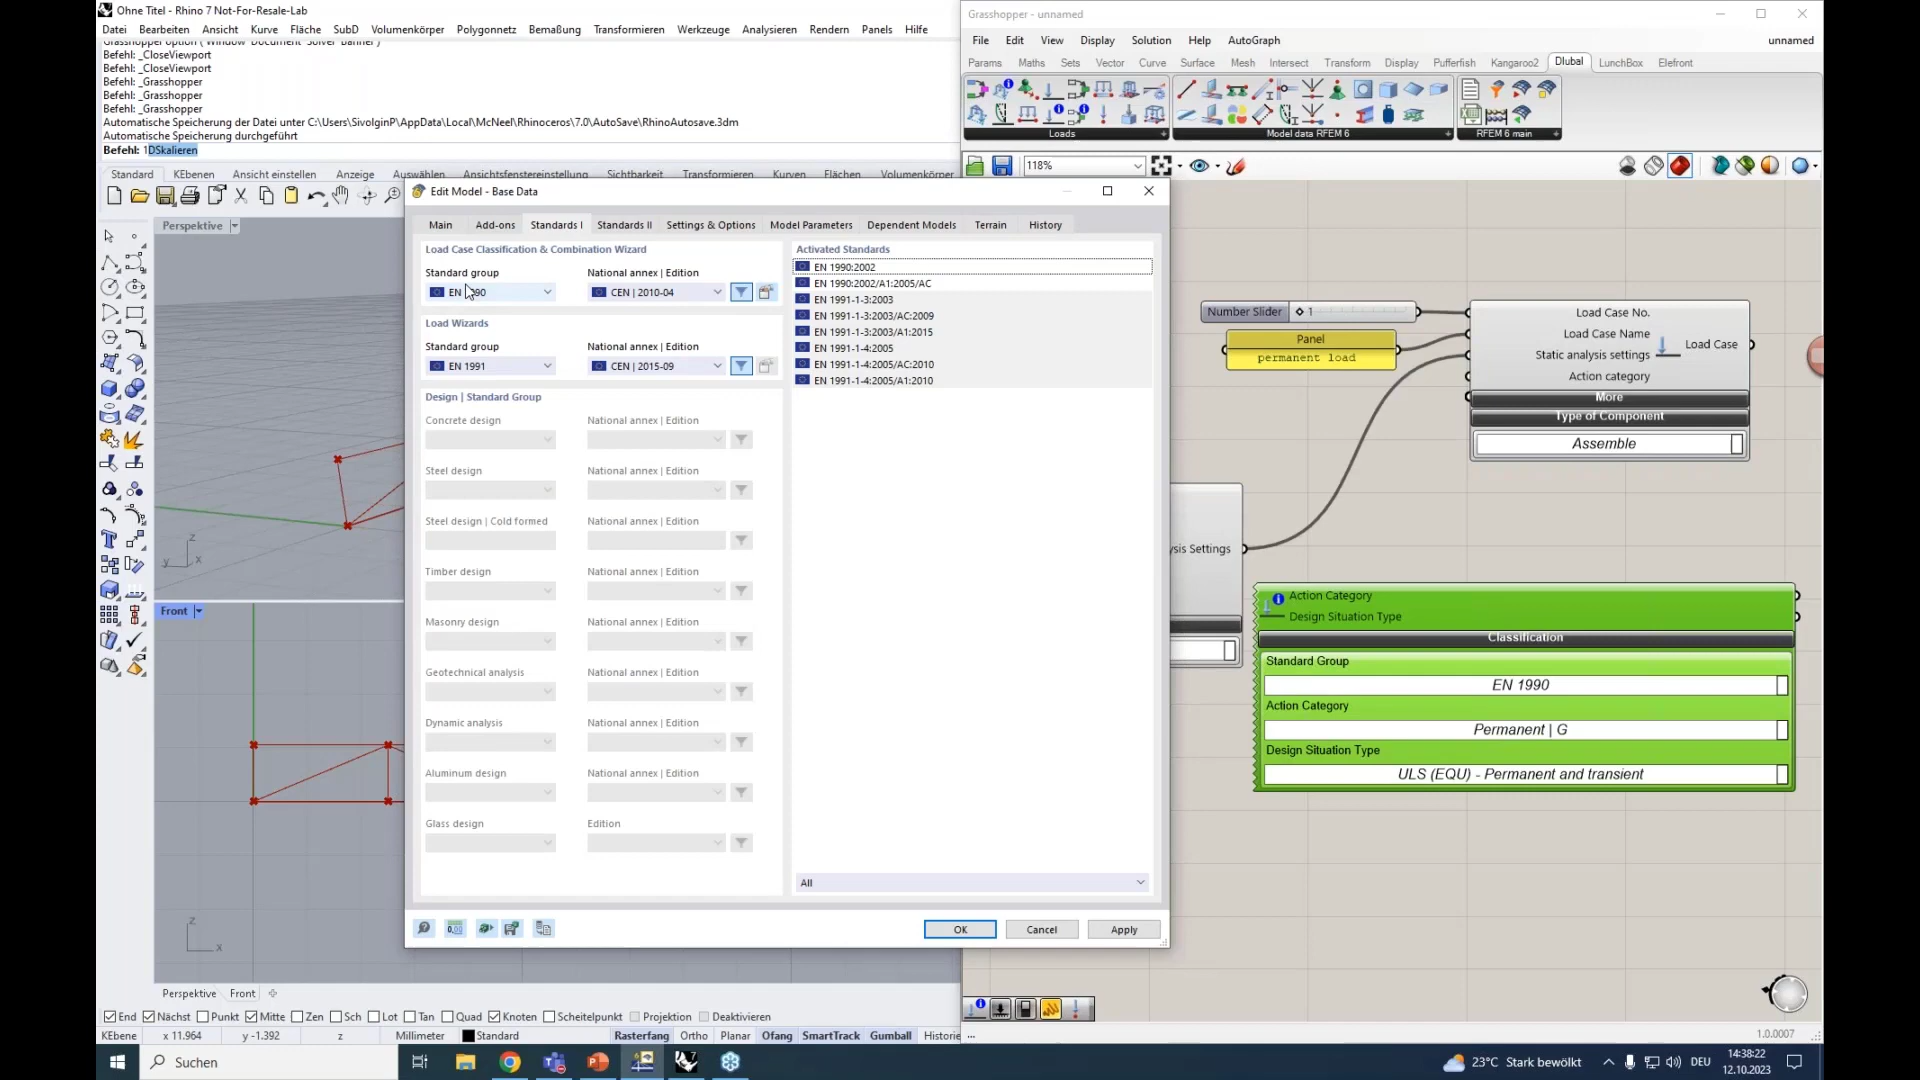 Ohne Titel - Rhino 7 Not-For-Resale-Lab
Datei Bearbeiten Ansicht Kurve Fläche SubD Volumenkörper Polygonnetz Bemaßung Transformieren Werkzeuge Analysieren Rendern Panels Hilfe
Grasshopper option ( Window Document Solver Banner )
Befehl: _CloseViewport
Befehl: _CloseViewport
Befehl: _Grasshopper
Befehl: _Grasshopper
Befehl: _Grasshopper
Automatische Speicherung der Datei unter C:\Users\SivolginP\AppData\Local\McNeel\Rhinoceros\7.0\AutoSave\RhinoAutosave.3dm
Automatische Speicherung durchgeführt
Befehl: 1DSkalieren
Standard KEbenen Ansicht einstellen Anzeige Auswählen Ansichtsfenstereinstellung Sichtbarkeit Transformieren Kurven Flächen Volumenkörper
Perspektive
Front
z
y
x
z
x
Perspektive Front
End Nächst Punkt Mitte Zen Sch Lot Tan Quad Knoten Scheitelpunkt Projektion Deaktivieren
KEbene x 11.964 y -1.392 z Millimeter Standard Rasterfang Ortho Planar Ofang SmartTrack Gumball Historie
Edit Model - Base Data
Main Add-ons Standards I Standards II Settings & Options Model Parameters Dependent Models Terrain History
Load Case Classification & Combination Wizard
Standard group National annex | Edition
EN 1990 CEN | 2010-04
Load Wizards
Standard group National annex | Edition
EN 1991 CEN | 2015-09
Design | Standard Group
Concrete design National annex | Edition
Steel design National annex | Edition
Steel design | Cold formed National annex | Edition
Timber design National annex | Edition
Masonry design National annex | Edition
Geotechnical analysis National annex | Edition
Dynamic analysis National annex | Edition
Aluminum design National annex | Edition
Glass design Edition
Activated Standards
EN 1990:2002
EN 1990:2002/A1:2005/AC
EN 1991-1-3:2003
EN 1991-1-3:2003/AC:2009
EN 1991-1-3:2003/A1:2015
EN 1991-1-4:2005
EN 1991-1-4:2005/AC:2010
EN 1991-1-4:2005/A1:2010
All
0,00
OK Cancel Apply
Grasshopper - unnamed
File Edit View Display Solution Help AutoGraph unnamed
Params Maths Sets Vector Curve Surface Mesh Intersect Transform Display Pufferfish Kangaroo2 Dlubal LunchBox Elefront
Loads Model data RFEM 6 RFEM 6 main
118%
Number Slider 1
Panel
permanent load
Load Case No.
Load Case Name
Static analysis settings
Action category
Load Case
More
Type of Component
Assemble
ysis Settings
Action Category
Design Situation Type
Classification
Standard Group
EN 1990
Action Category
Permanent | G
Design Situation Type
ULS (EQU) - Permanent and transient
... 1.0.0007
Suchen
23°C Stark bewölkt DEU
14:38:22
12.10.2023